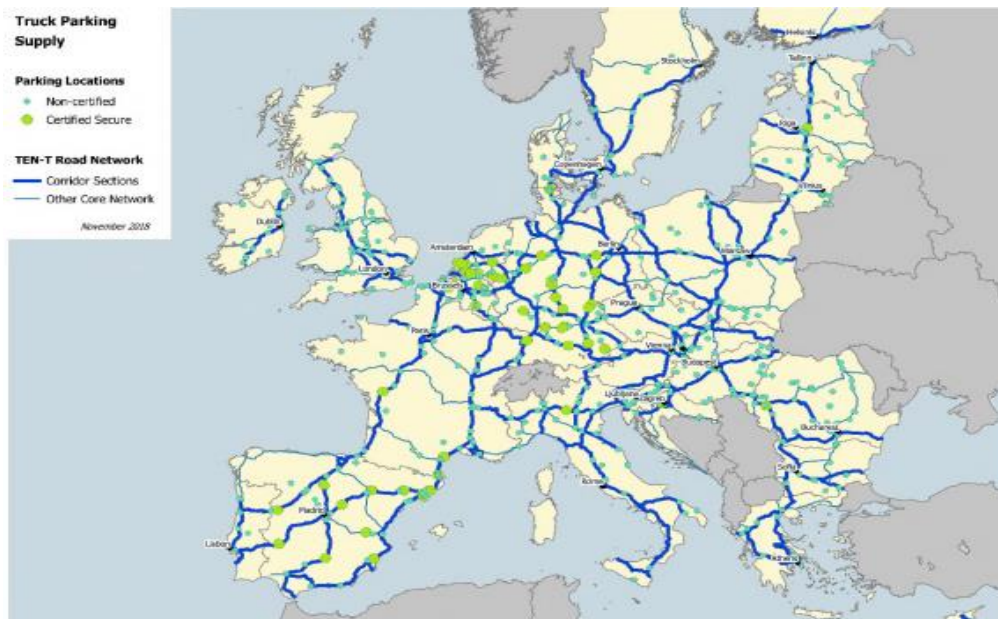 Truck Parking
Supply
Parking Locations
Non-certified
Certified Secure
TEN-T Road Network
Corridor Sections
Other Core Network
November 2018
Helsinki
Tallinn
Stockholm
Riga
Copenhagen
Vilnius
Dublin
Amsterdam
Berlin
Warsaw
London
Brussels
Prague
Paris
Vienna
Budapest
Ljubljana
Zagreb
Bucharest
Sofia
Rome
Madrid
Lisbon
Athens